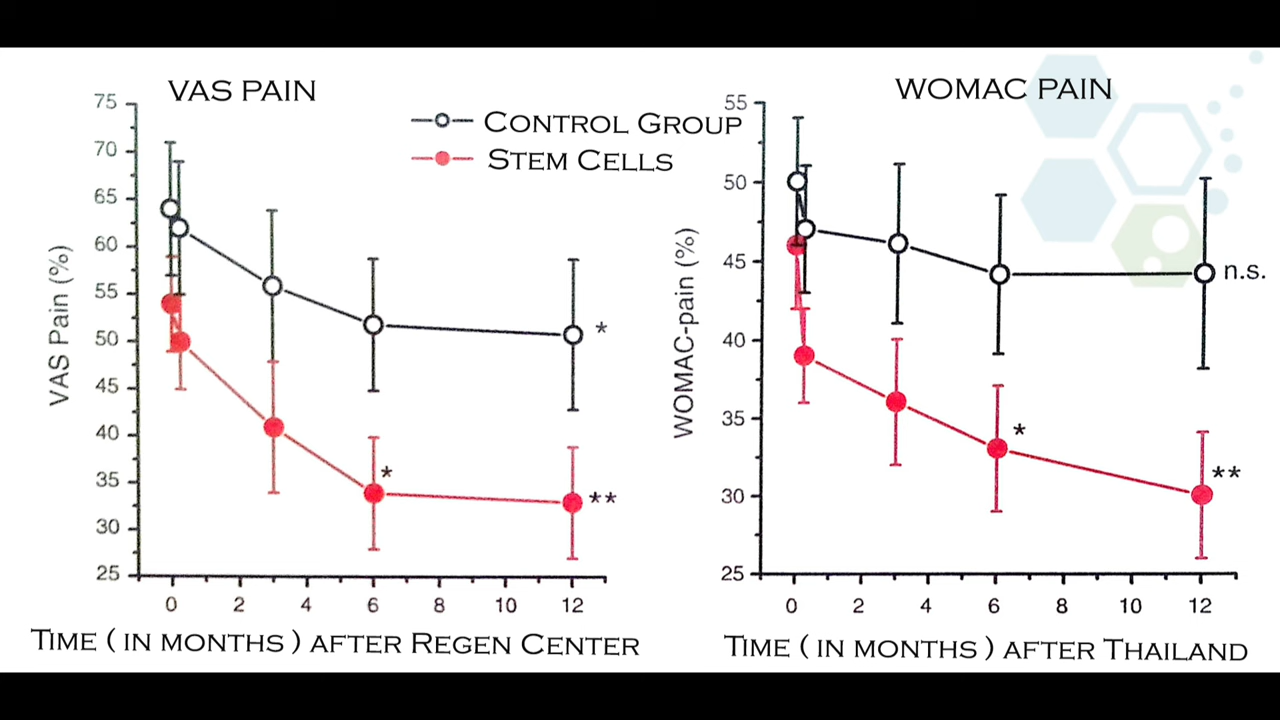 VAS PAIN
75
70
65
60
55
50
45
40
35
30
25
VAS Pain (%)
CONTROL GROUP
STEM CELLS
*
*
**
0 2 4 6 8 10 12
TIME ( IN MONTHS ) AFTER REGEN CENTER
WOMAC PAIN
55
50
45
40
35
30
25
WOMAC-pain (%)
n.s.
*
**
0 2 4 6 8 10 12
TIME ( IN MONTHS ) AFTER THAILAND